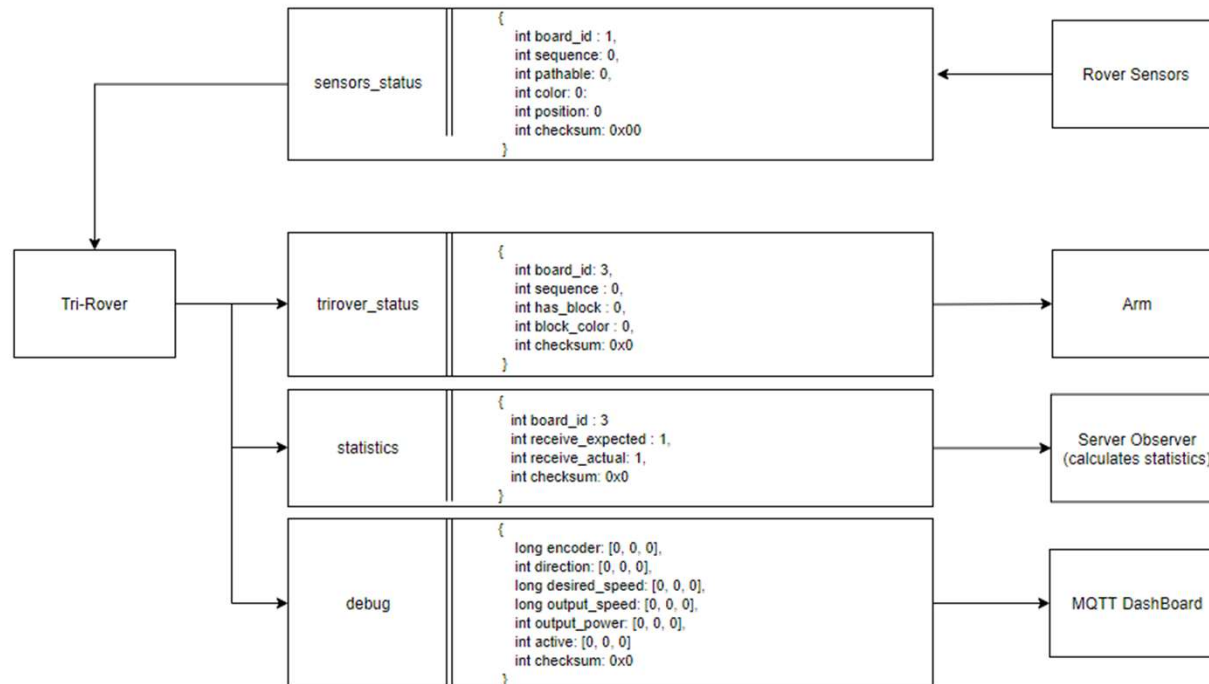 sensors_status
{
int board_id : 1,
int sequence: 0,
int pathable: 0,
int color: 0:
int position: 0
int checksum: 0x00
}
Rover Sensors
Tri-Rover
trirover_status
{
int board_id: 3,
int sequence : 0,
int has_block : 0,
int block_color : 0,
int checksum: 0x0
}
Arm
statistics
{
int board_id : 3
int receive_expected : 1,
int receive_actual: 1,
int checksum: 0x0
}
Server Observer
(calculates statistics)
debug
{
long encoder: [0, 0, 0],
int direction: [0, 0, 0],
long desired_speed: [0, 0, 0],
long output_speed: [0, 0, 0],
int output_power: [0, 0, 0],
int active: [0, 0, 0]
int checksum: 0x0
}
MQTT DashBoard